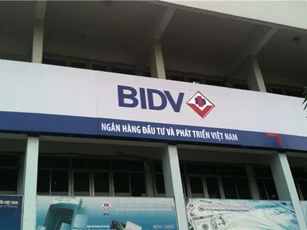 BIDV
NGÂN HÀNG ĐẦU TƯ VÀ PHÁT TRIỂN VIỆT NAM